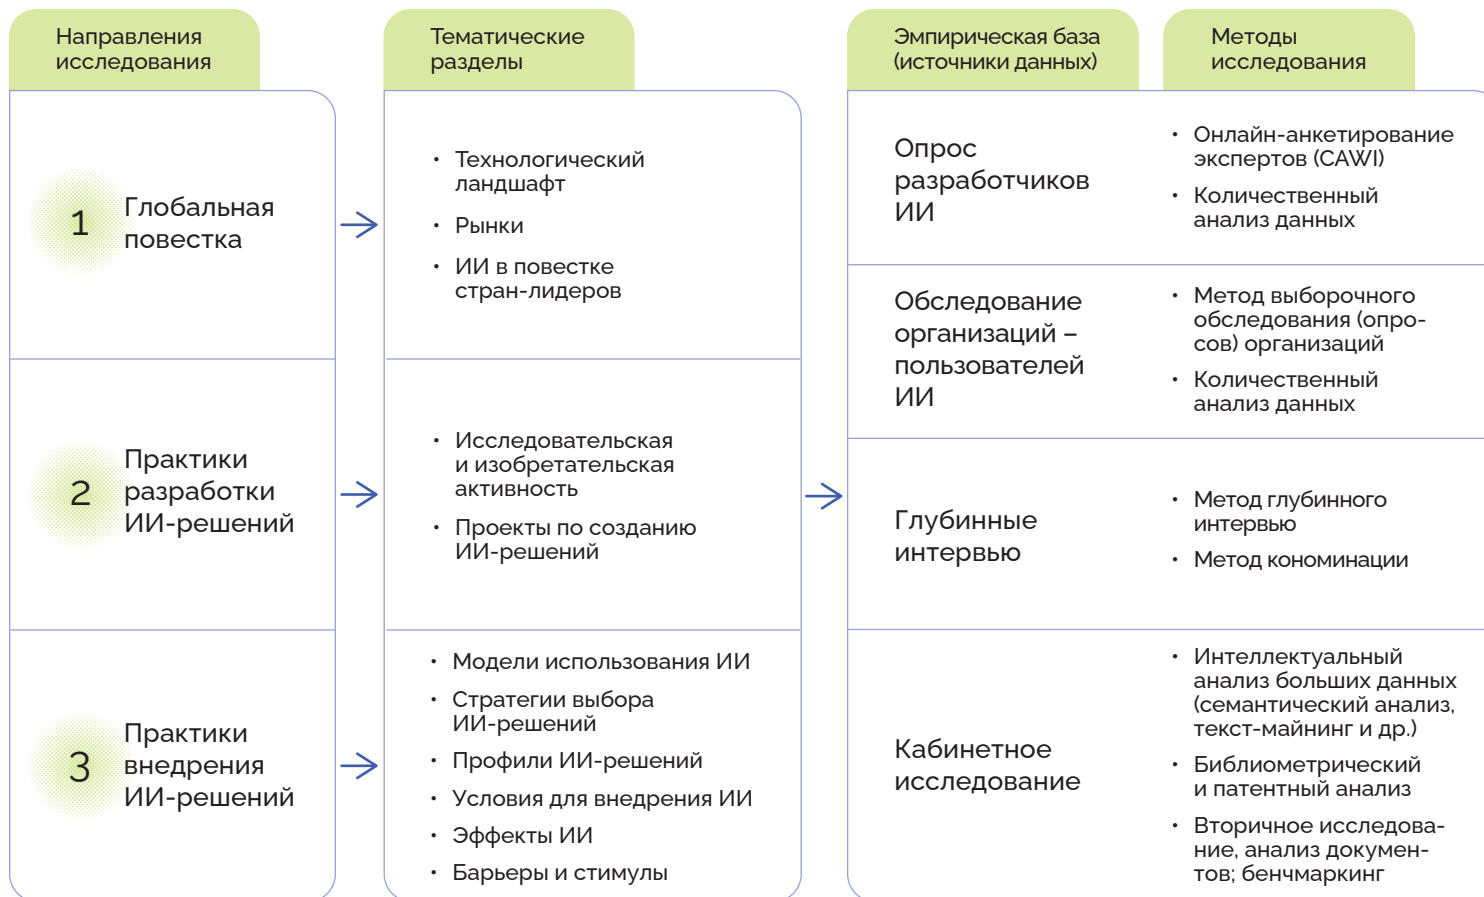 Направления
исследования
Тематические
разделы
Эмпирическая база
(источники данных)
Методы
исследования
1
Глобальная
повестка
• Технологический
ландшафт
• Рынки
• ИИ в повестке
стран-лидеров
2
Практики
разработки
ИИ-решений
• Исследовательская
и изобретательская
активность
• Проекты по созданию
ИИ-решений
3
Практики
внедрения
ИИ-решений
• Модели использования ИИ
• Стратегии выбора
ИИ-решений
• Профили ИИ-решений
• Условия для внедрения ИИ
• Эффекты ИИ
• Барьеры и стимулы
Опрос
разработчиков
ИИ
• Онлайн-анкетирование
экспертов (CAWI)
• Количественный
анализ данных
Обследование
организаций –
пользователей
ИИ
• Метод выборочного
обследования (опро-
сов) организаций
• Количественный
анализ данных
Глубинные
интервью
• Метод глубинного
интервью
• Метод кономинации
Кабинетное
исследование
• Интеллектуальный
анализ больших данных
(семантический анализ,
текст-майнинг и др.)
• Библиометрический
и патентный анализ
• Вторичное исследова-
ние, анализ докумен-
тов; бенчмаркинг